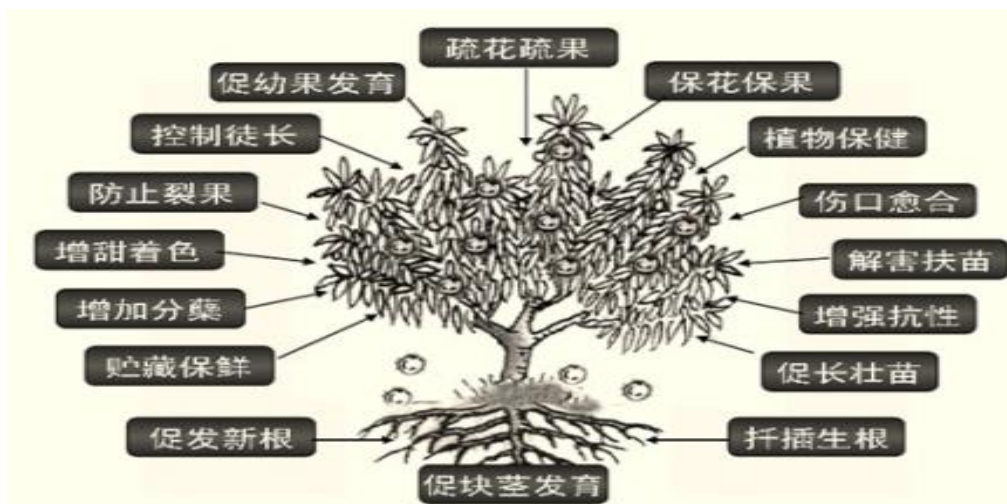 疏花疏果
促幼果发育
保花保果
控制徒长
植物保健
防止裂果
伤口愈合
增甜着色
解害扶苗
增加分蘖
增强抗性
贮藏保鲜
促长壮苗
促发新根
扦插生根
促块茎发育